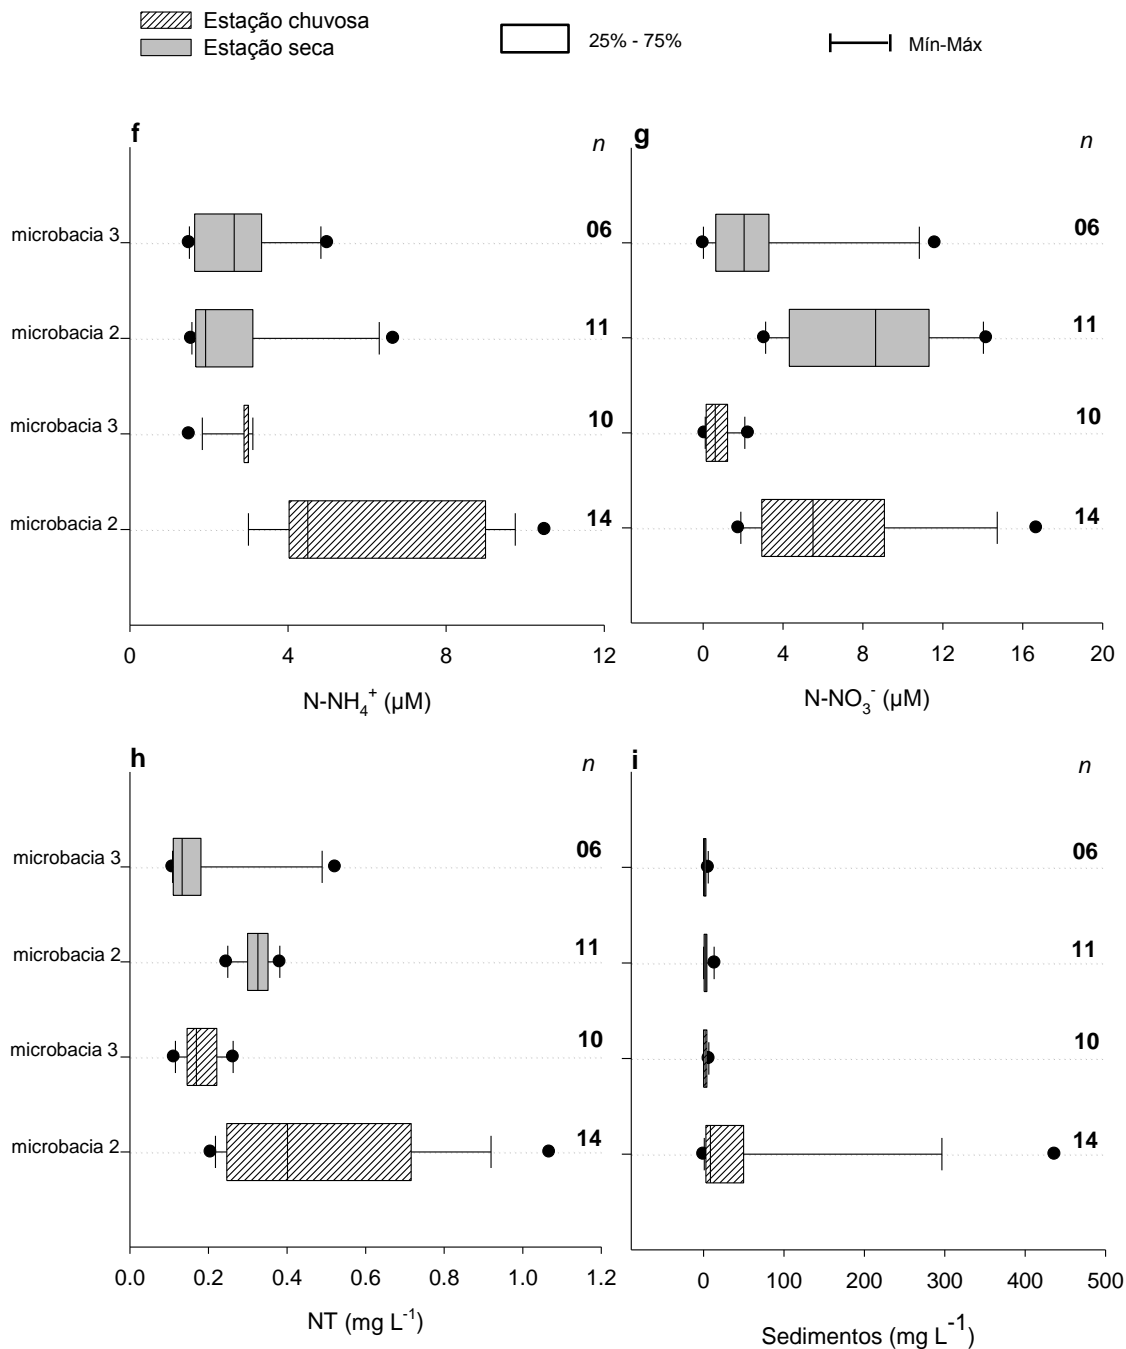 Estação chuvosa
Estação seca
25% - 75%
Mín-Máx
f
n
microbacia 3
06
microbacia 2
11
microbacia 3
10
microbacia 2
14
0 4 8 12
N-NH₄⁺ (µM)
g
n
06
11
10
14
0 4 8 12 16 20
N-NO₃⁻ (µM)
h
n
microbacia 3
06
microbacia 2
11
microbacia 3
10
microbacia 2
14
0.0 0.2 0.4 0.6 0.8 1.0 1.2
NT (mg L⁻¹)
i
n
06
11
10
14
0 100 200 300 400 500
Sedimentos (mg L⁻¹)